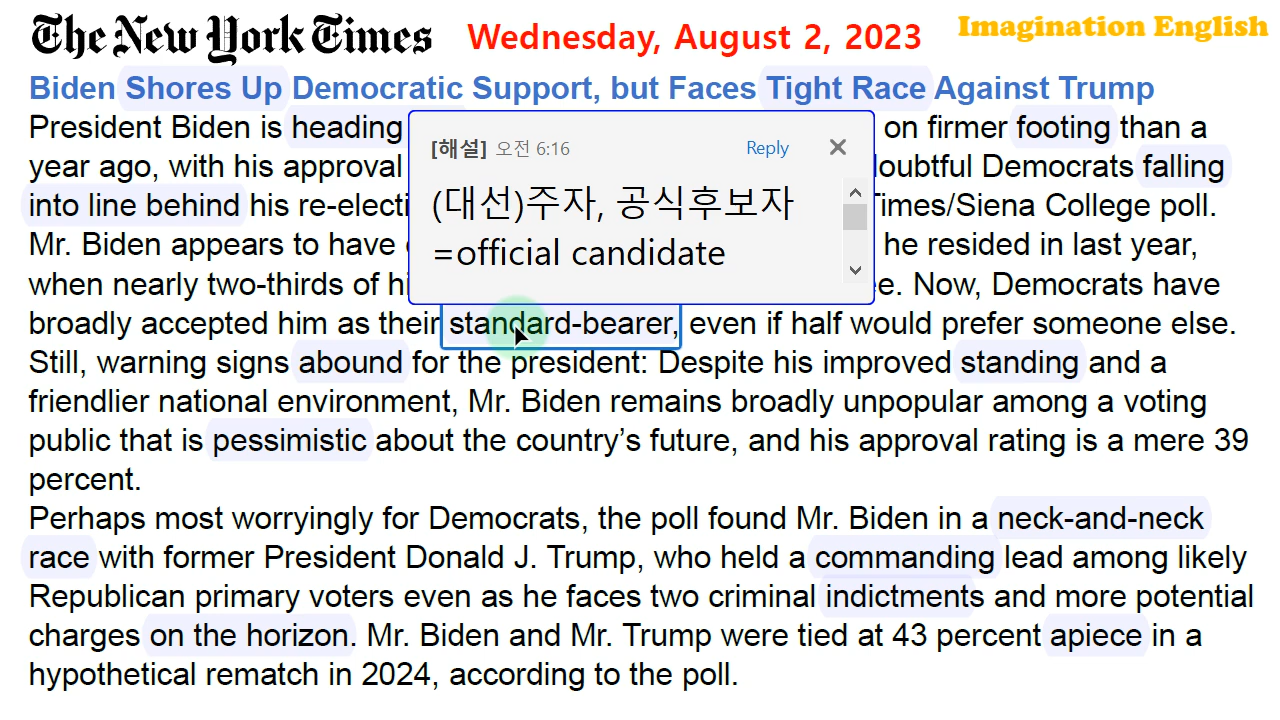 The New York Times
Wednesday, August 2, 2023
Imagination English
Biden Shores Up Democratic Support, but Faces Tight Race Against Trump
President Biden is heading on firmer footing than a
[해설] 오전 6:16 Reply
year ago, with his approval doubtful Democrats falling
(대선)주자, 공식후보자
into line behind his re-electi Times/Siena College poll.
=official candidate
Mr. Biden appears to have he resided in last year,
when nearly two-thirds of hi e. Now, Democrats have
broadly accepted him as their standard-bearer, even if half would prefer someone else.
Still, warning signs abound for the president: Despite his improved standing and a
friendlier national environment, Mr. Biden remains broadly unpopular among a voting
public that is pessimistic about the country’s future, and his approval rating is a mere 39
percent.
Perhaps most worryingly for Democrats, the poll found Mr. Biden in a neck-and-neck
race with former President Donald J. Trump, who held a commanding lead among likely
Republican primary voters even as he faces two criminal indictments and more potential
charges on the horizon. Mr. Biden and Mr. Trump were tied at 43 percent apiece in a
hypothetical rematch in 2024, according to the poll.